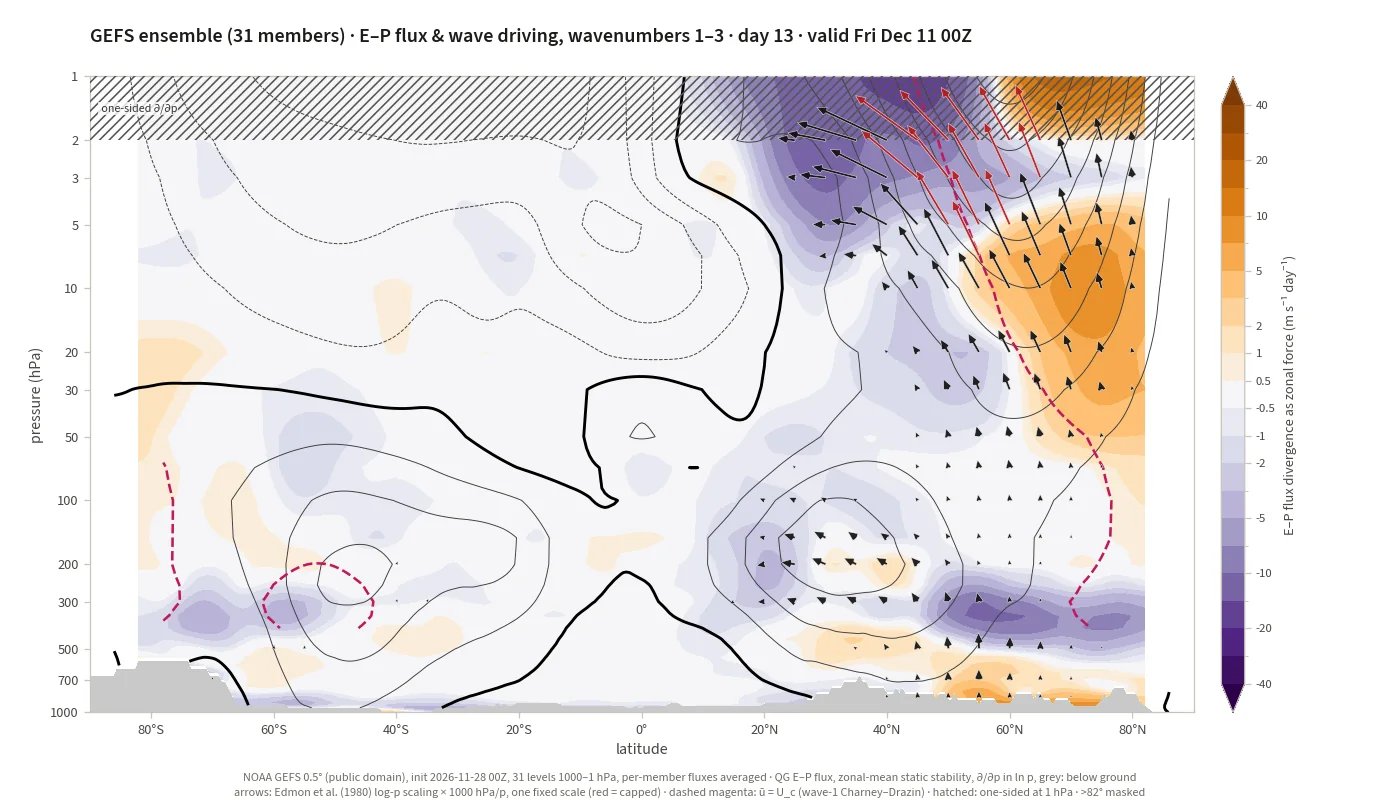 GEFS ensemble (31 members) · E–P flux & wave driving, wavenumbers 1–3 · day 13 · valid Fri Dec 11 00Z
one-sided ∂/∂p
1
2
3
5
10
20
30
50
100
200
300
500
700
1000
pressure (hPa)
80°S
60°S
40°S
20°S
0°
20°N
40°N
60°N
80°N
latitude
40
20
10
5
2
1
0.5
-0.5
-1
-2
-5
-10
-20
-40
E–P flux divergence as zonal force (m s⁻¹ day⁻¹)
NOAA GEFS 0.5° (public domain), init 2026-11-28 00Z, 31 levels 1000–1 hPa, per-member fluxes averaged · QG E–P flux, zonal-mean static stability, ∂/∂p in ln p, grey: below ground
arrows: Edmon et al. (1980) log-p scaling × 1000 hPa/p, one fixed scale (red = capped) · dashed magenta: ū = U_c (wave-1 Charney–Drazin) · hatched: one-sided at 1 hPa · >82° masked